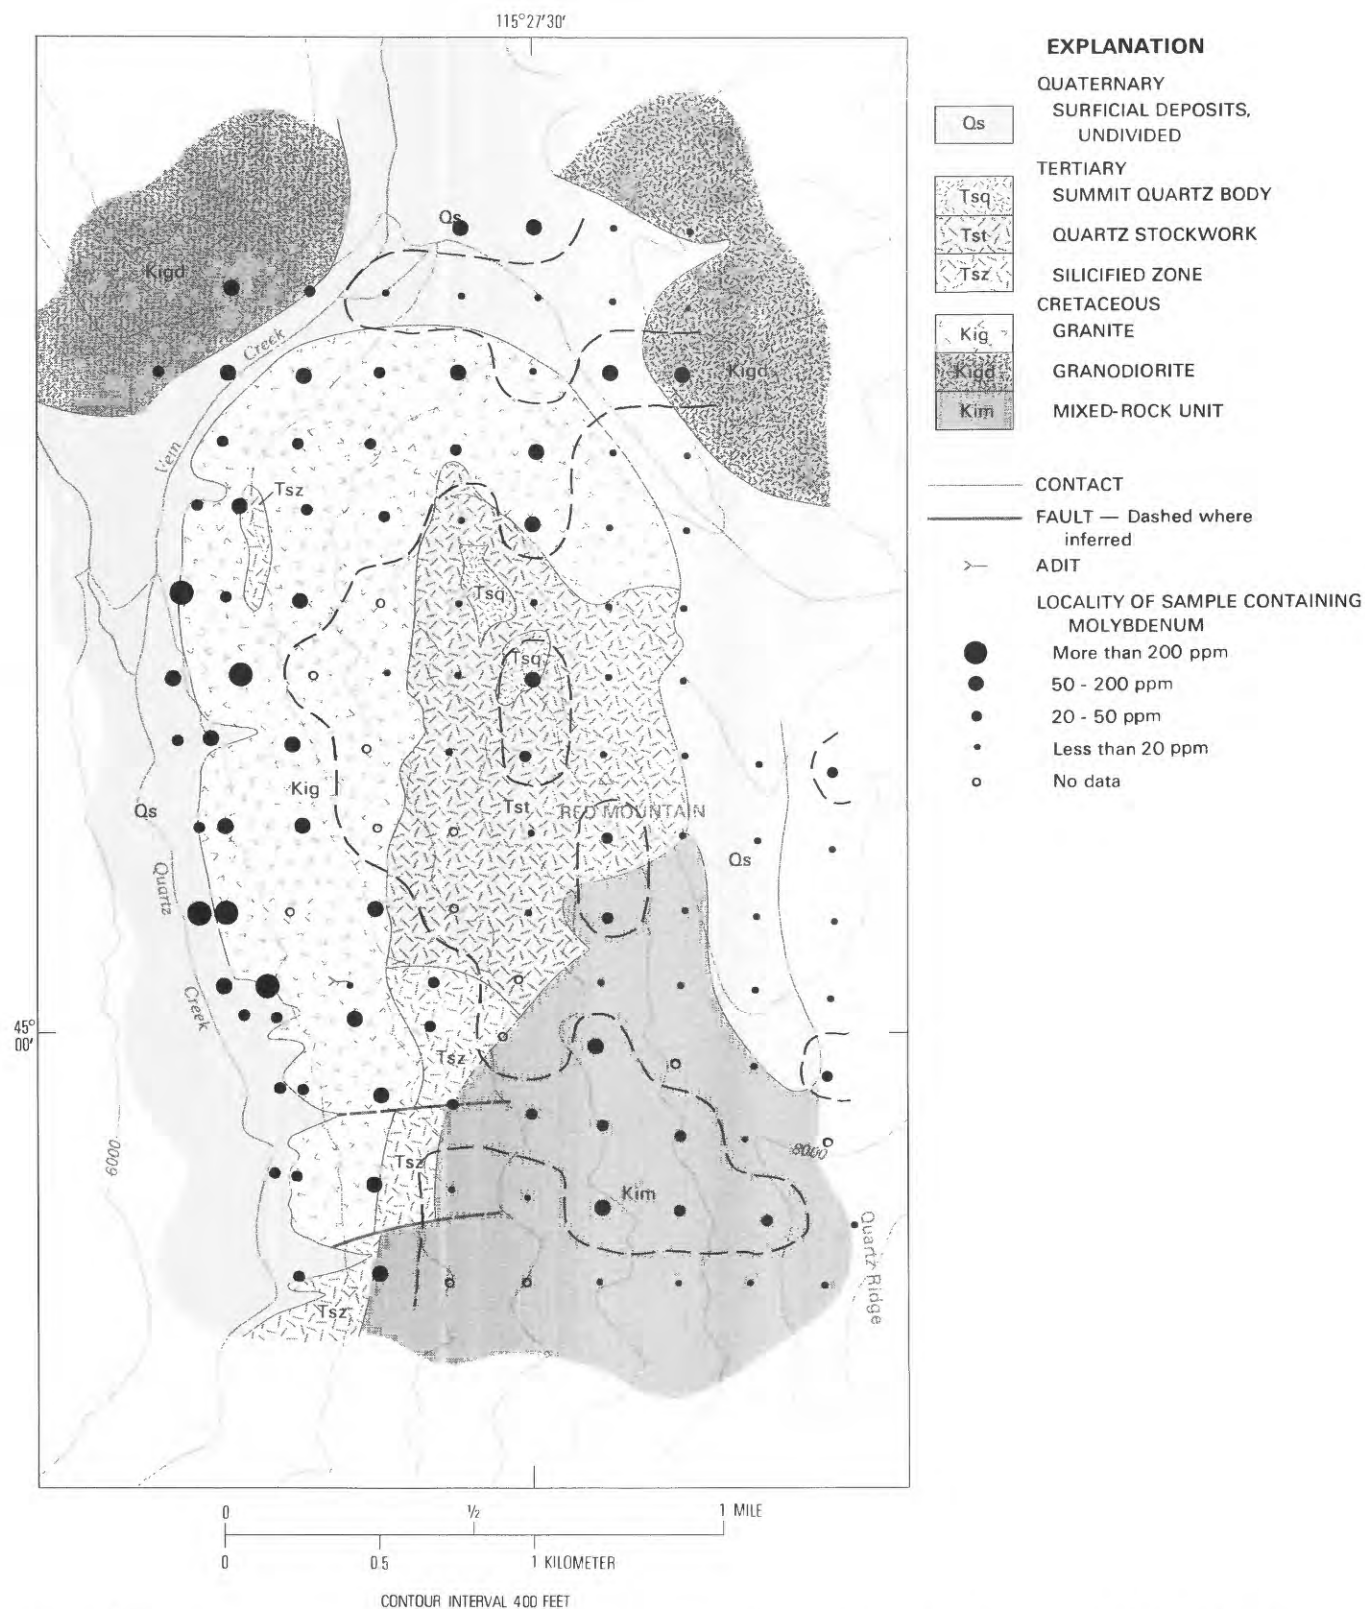 115°27'30"
EXPLANATION
QUATERNARY
Qs
SURFICIAL DEPOSITS,
UNDIVIDED
TERTIARY
Tsq
SUMMIT QUARTZ BODY
Tst
QUARTZ STOCKWORK
Tsz
SILICIFIED ZONE
CRETACEOUS
Kig
GRANITE
Kigd
GRANODIORITE
Kim
MIXED-ROCK UNIT
CONTACT
FAULT — Dashed where
inferred
ADIT
LOCALITY OF SAMPLE CONTAINING
MOLYBDENUM
More than 200 ppm
50 - 200 ppm
20 - 50 ppm
Less than 20 ppm
No data
Qs
Kigd
Creek
Kigd
Vein
Tsz
Tsq
Tsq
Kig
Tst
RED MOUNTAIN
Qs
Qs
Quartz
Creek
45°
00'
Tsz
6000
8000
Tsz
Kim
Quartz Ridge
Tsz
0
½
1 MILE
0
0.5
1 KILOMETER
CONTOUR INTERVAL 400 FEET